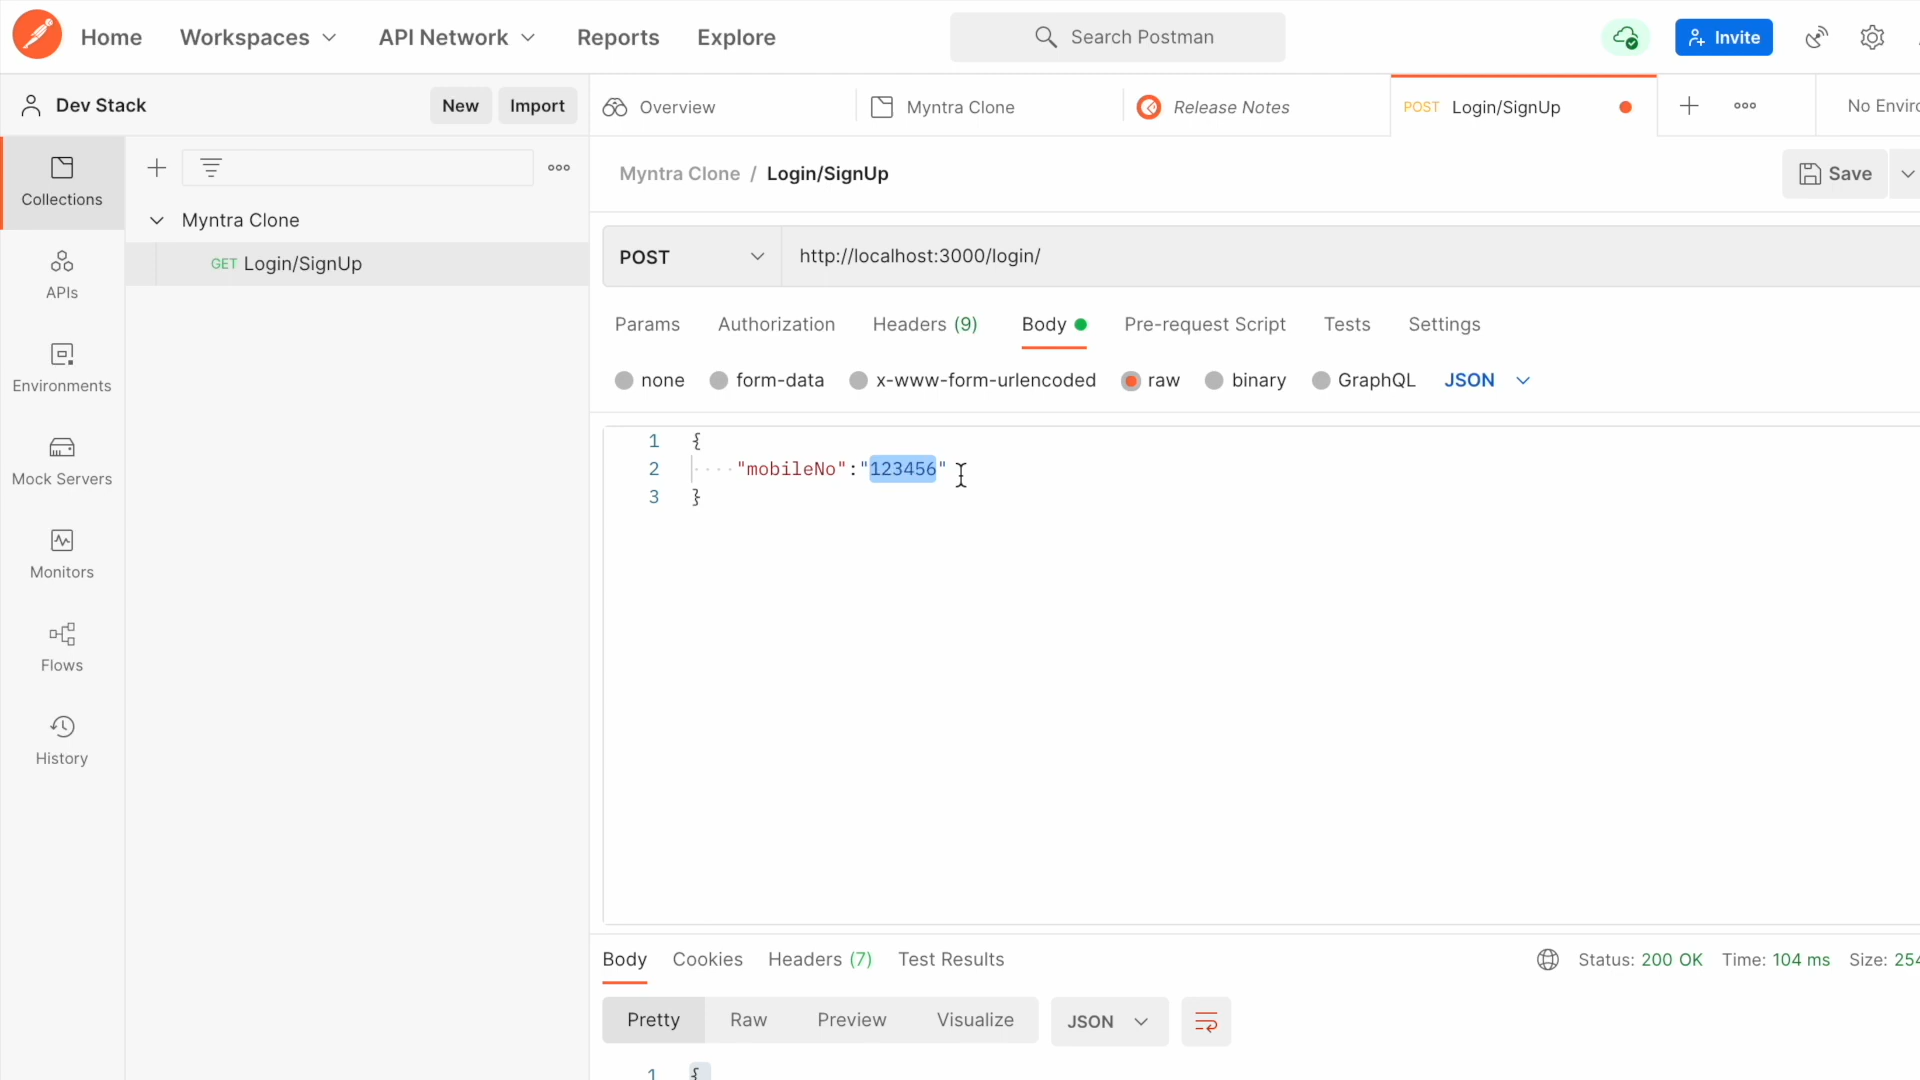 Home Workspaces API Network Reports Explore Search Postman Invite
Dev Stack New Import Overview Myntra Clone Release Notes POST Login/SignUp No Enviro
Collections
Myntra Clone / Login/SignUp Save
Myntra Clone
GET Login/SignUp
POST http://localhost:3000/login/
APIs
Params Authorization Headers (9) Body Pre-request Script Tests Settings
Environments
none form-data x-www-form-urlencoded raw binary GraphQL JSON
1 {
2 "mobileNo":"123456"
3 }
Mock Servers
Monitors
Flows
History
Body Cookies Headers (7) Test Results Status: 200 OK Time: 104 ms Size: 254
Pretty Raw Preview Visualize JSON
1 {